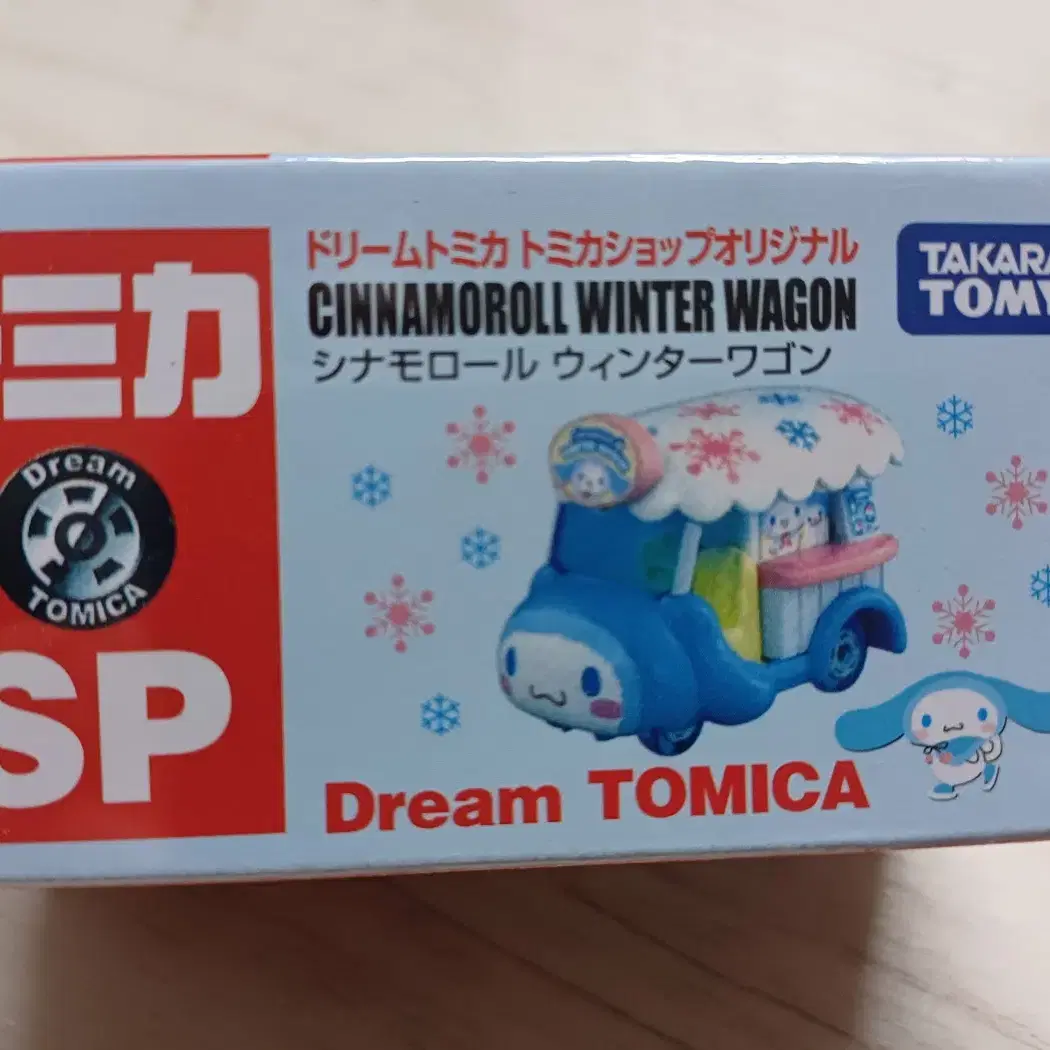 ミカ
Dream
TOMICA
SP
ドリームトミカ トミカショップオリジナル
CINNAMOROLL WINTER WAGON
シナモロール ウィンターワゴン
Dream TOMICA
TAKARA
TOMY